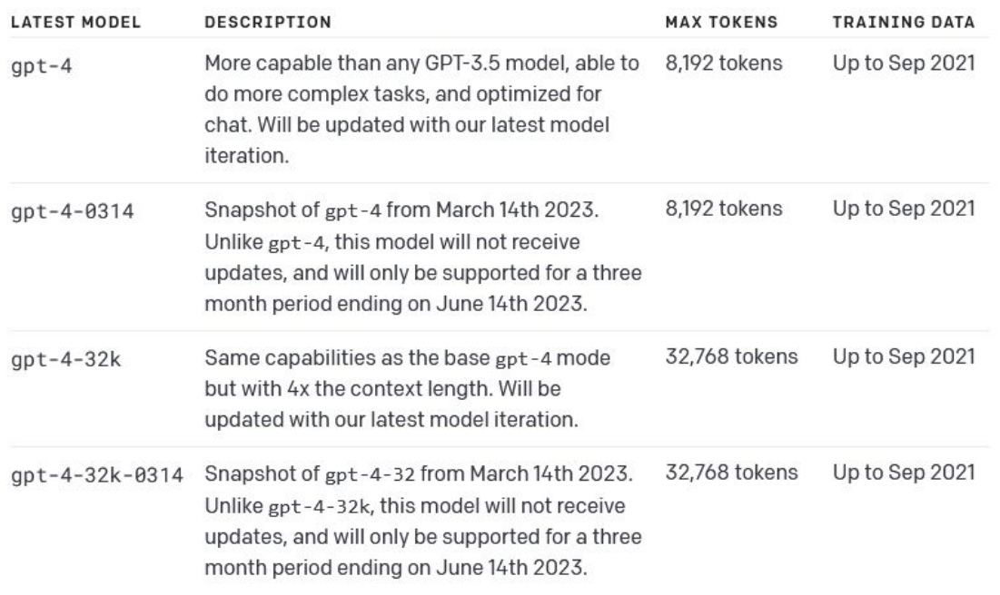 LATEST MODEL DESCRIPTION MAX TOKENS TRAINING DATA
gpt-4 More capable than any GPT-3.5 model, able to 8,192 tokens Up to Sep 2021
do more complex tasks, and optimized for
chat. Will be updated with our latest model
iteration.
gpt-4-0314 Snapshot of gpt-4 from March 14th 2023. 8,192 tokens Up to Sep 2021
Unlike gpt-4, this model will not receive
updates, and will only be supported for a three
month period ending on June 14th 2023.
gpt-4-32k Same capabilities as the base gpt-4 mode 32,768 tokens Up to Sep 2021
but with 4x the context length. Will be
updated with our latest model iteration.
gpt-4-32k-0314 Snapshot of gpt-4-32 from March 14th 2023. 32,768 tokens Up to Sep 2021
Unlike gpt-4-32k, this model will not receive
updates, and will only be supported for a three
month period ending on June 14th 2023.